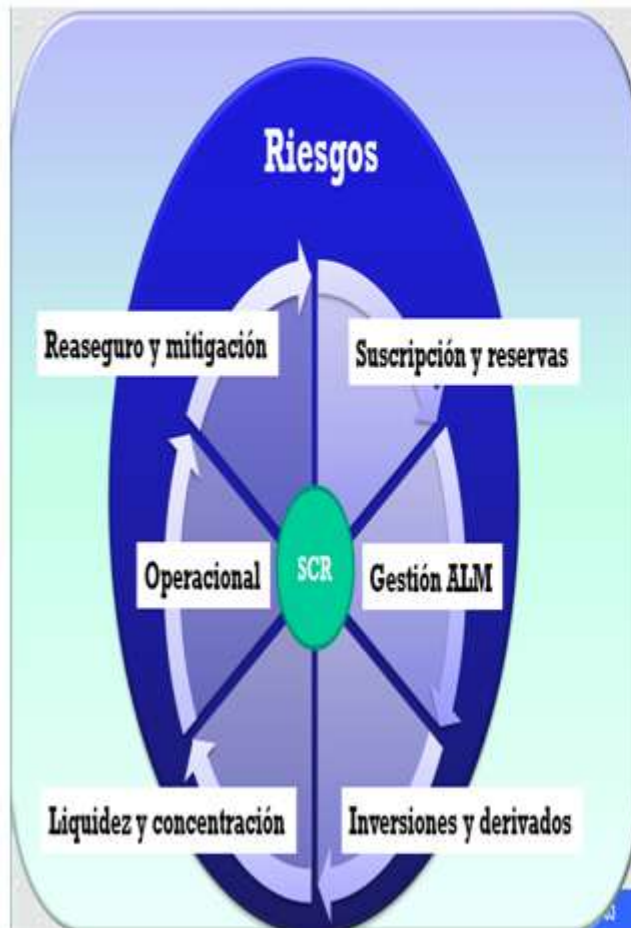 Riesgos
Reaseguro y mitigación
Suscripción y reservas
Operacional
SCR
Gestión ALM
Liquidez y concentración
Inversiones y derivados